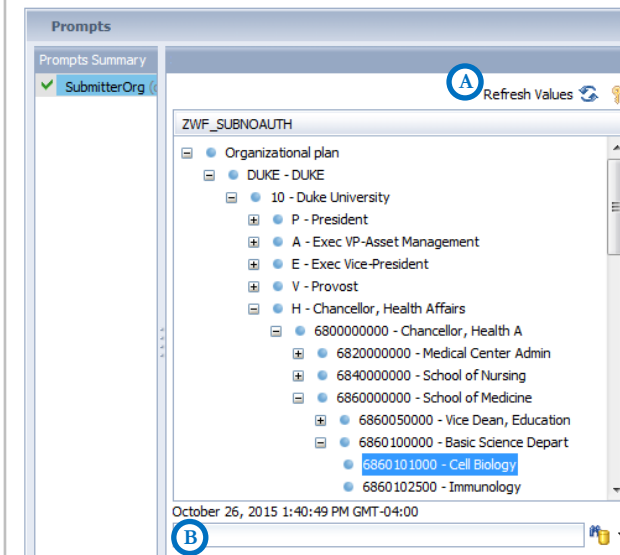 Prompts
Prompts Summary
SubmitterOrg
A
Refresh Values
ZWF_SUBNOAUTH
Organizational plan
DUKE - DUKE
10 - Duke University
P - President
A - Exec VP-Asset Management
E - Exec Vice-President
V - Provost
H - Chancellor, Health Affairs
6800000000 - Chancellor, Health A
6820000000 - Medical Center Admin
6840000000 - School of Nursing
6860000000 - School of Medicine
6860050000 - Vice Dean, Education
6860100000 - Basic Science Depart
6860101000 - Cell Biology
6860102500 - Immunology
October 26, 2015 1:40:49 PM GMT-04:00
B